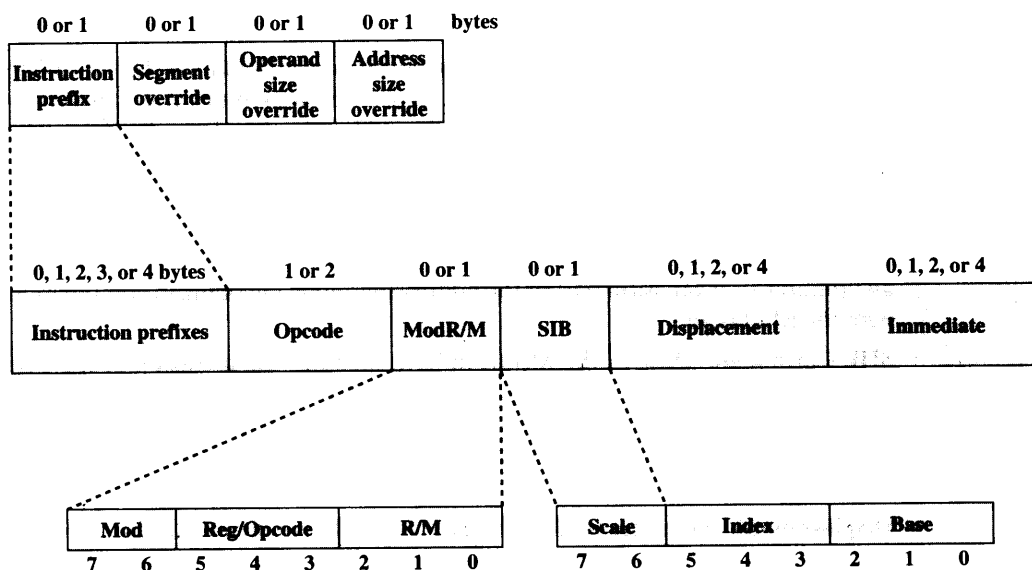 0 or 1 0 or 1 0 or 1 0 or 1 bytes
Instruction prefix
Segment override
Operand size override
Address size override
0, 1, 2, 3, or 4 bytes 1 or 2 0 or 1 0 or 1 0, 1, 2, or 4 0, 1, 2, or 4
Instruction prefixes Opcode ModR/M SIB Displacement Immediate
Mod Reg/Opcode R/M Scale Index Base
7 6 5 4 3 2 1 0 7 6 5 4 3 2 1 0